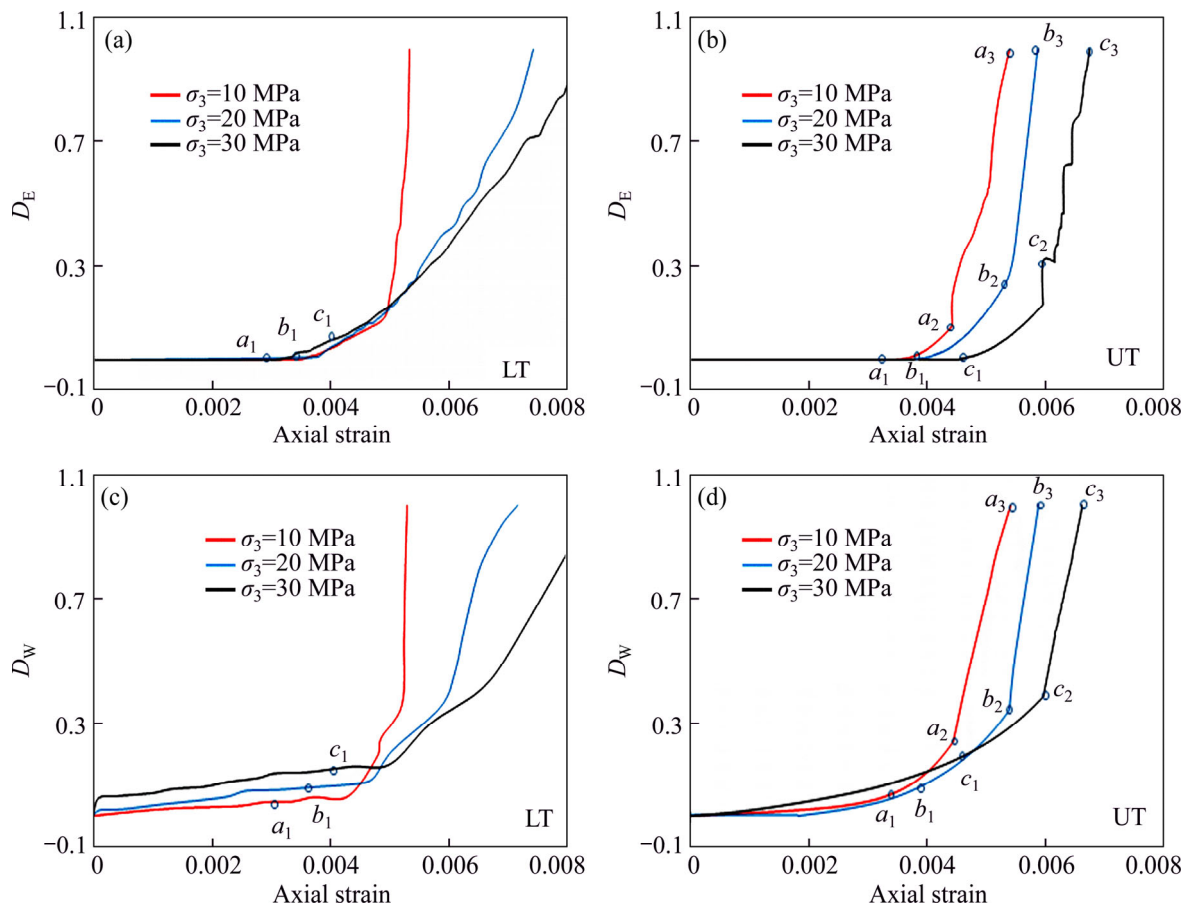 1.1
(a)
σ3=10 MPa
σ3=20 MPa
σ3=30 MPa
0.7
DE
0.3
a1
b1
c1
LT
−0.1
0
0.002
0.004
0.006
0.008
Axial strain
1.1
(b)
a3
b3
c3
σ3=10 MPa
σ3=20 MPa
σ3=30 MPa
0.7
DE
0.3
a2
b2
c2
a1
b1
c1
UT
−0.1
0
0.002
0.004
0.006
0.008
Axial strain
1.1
(c)
σ3=10 MPa
σ3=20 MPa
σ3=30 MPa
0.7
DW
0.3
c1
a1
b1
LT
−0.1
0
0.002
0.004
0.006
0.008
Axial strain
1.1
(d)
a3
b3
c3
σ3=10 MPa
σ3=20 MPa
σ3=30 MPa
0.7
DW
0.3
a2
b2
c2
c1
a1
b1
UT
−0.1
0
0.002
0.004
0.006
0.008
Axial strain